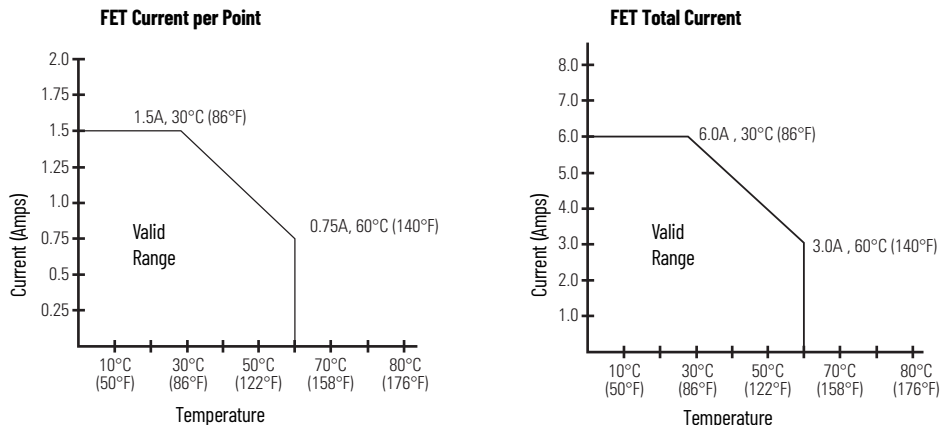 FET Current per Point
2.0
1.75
1.5
1.25
1.0
0.75
0.5
0.25
Current (Amps)
1.5A, 30°C (86°F)
0.75A, 60°C (140°F)
Valid
Range
10°C 30°C 50°C 70°C 80°C
(50°F) (86°F) (122°F) (158°F) (176°F)
Temperature
FET Total Current
8.0
7.0
6.0
5.0
4.0
3.0
2.0
1.0
Current (Amps)
6.0A , 30°C (86°F)
3.0A , 60°C (140°F)
Valid
Range
10°C 30°C 50°C 70°C 80°C
(50°F) (86°F) (122°F) (158°F) (176°F)
Temperature